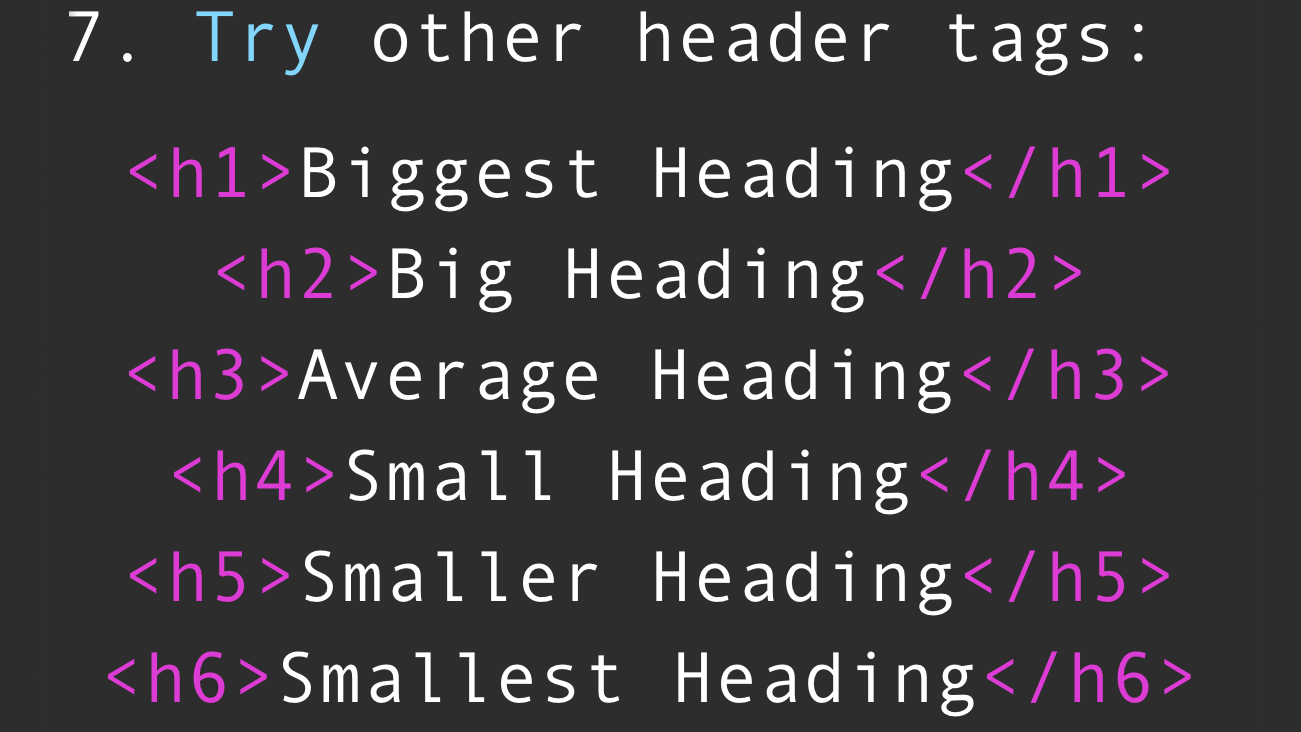 7. Try other header tags:
<h1>Biggest Heading</h1>
<h2>Big Heading</h2>
<h3>Average Heading</h3>
<h4>Small Heading</h4>
<h5>Smaller Heading</h5>
<h6>Smallest Heading</h6>